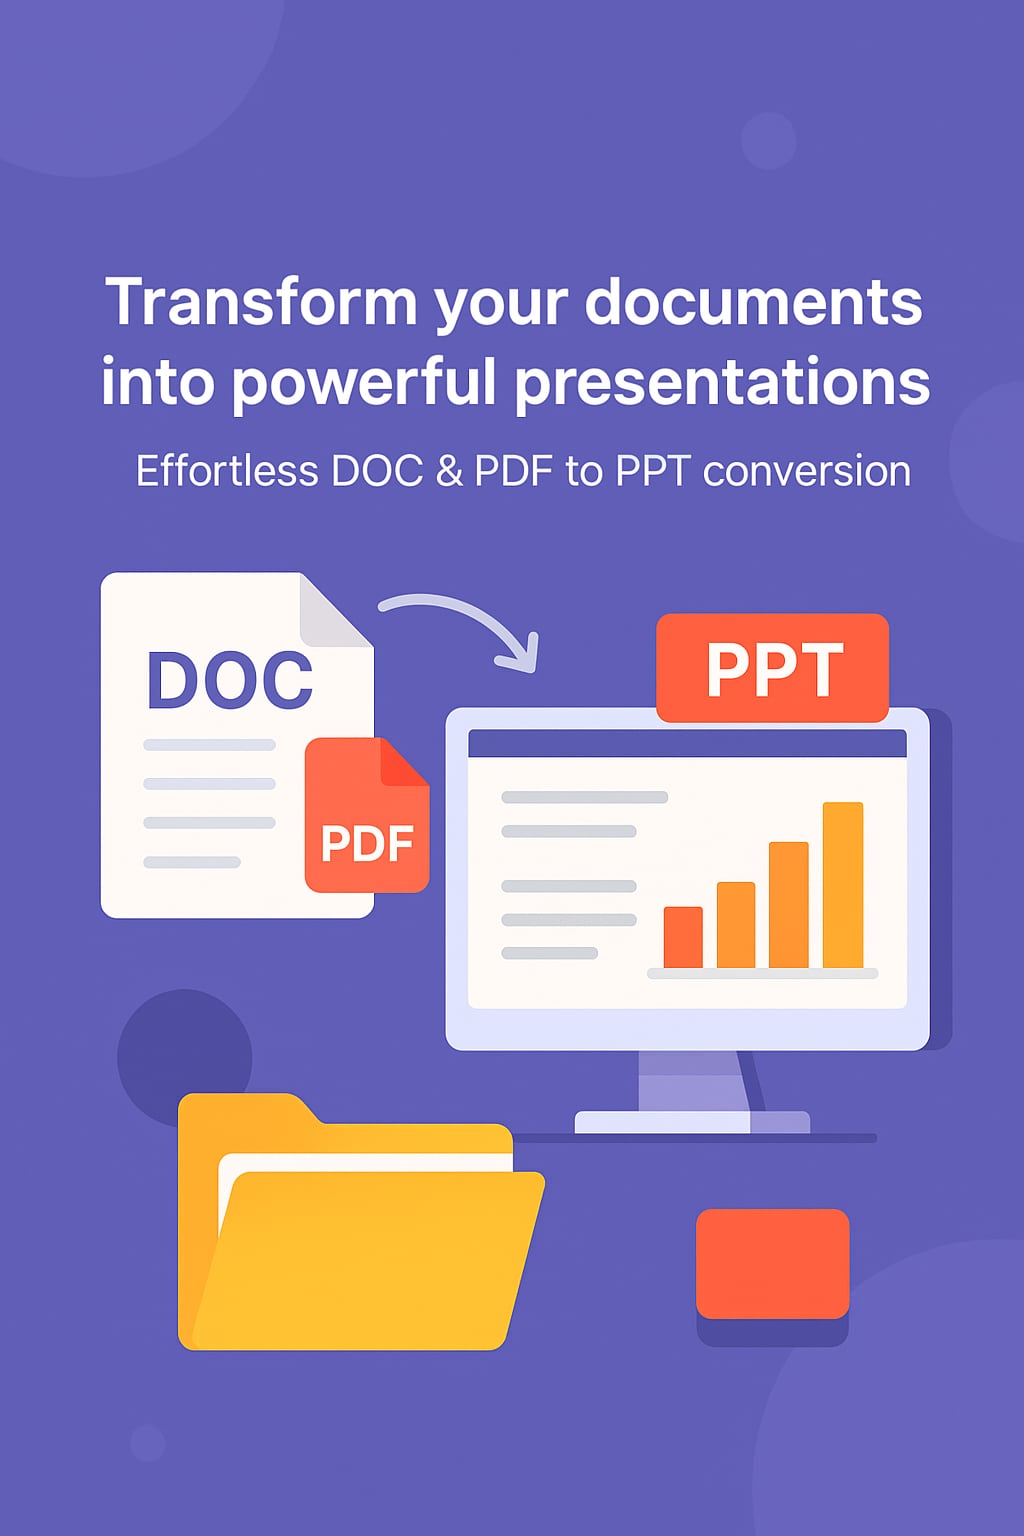 Transform your documents
into powerful presentations
Effortless DOC & PDF to PPT conversion
DOC
PDF
PPT